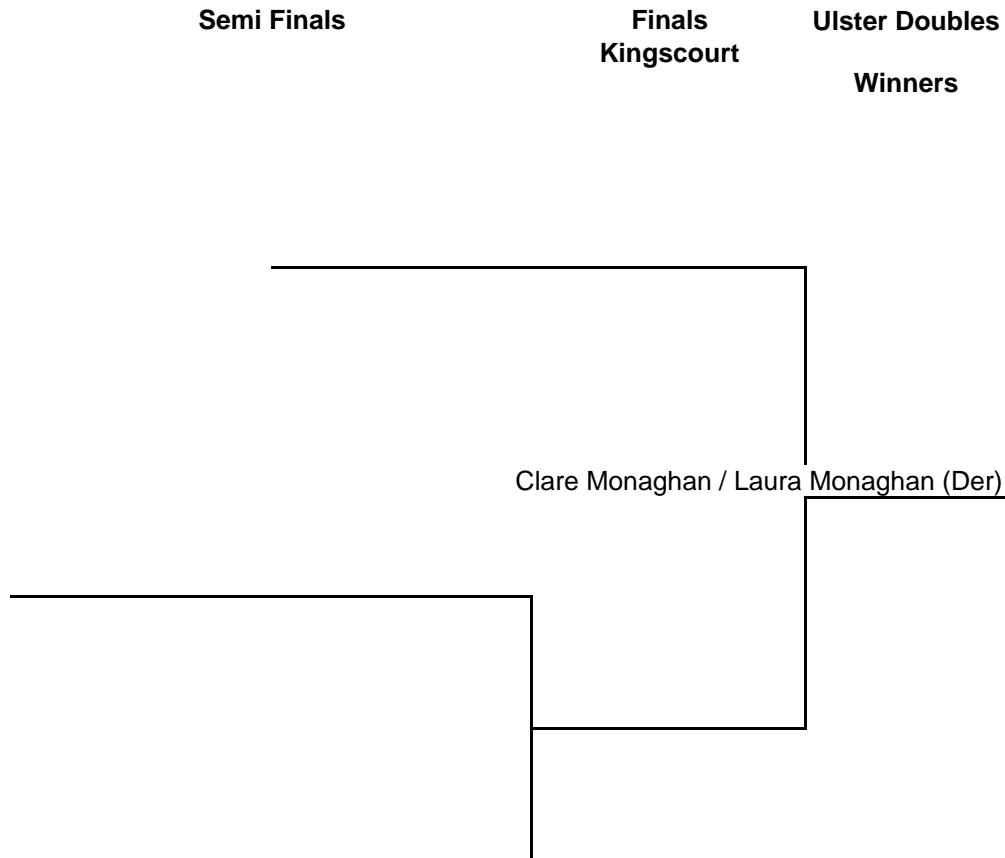 Semi Finals
Finals
Kingscourt
Ulster Doubles
Winners
Clare Monaghan / Laura Monaghan (Der)